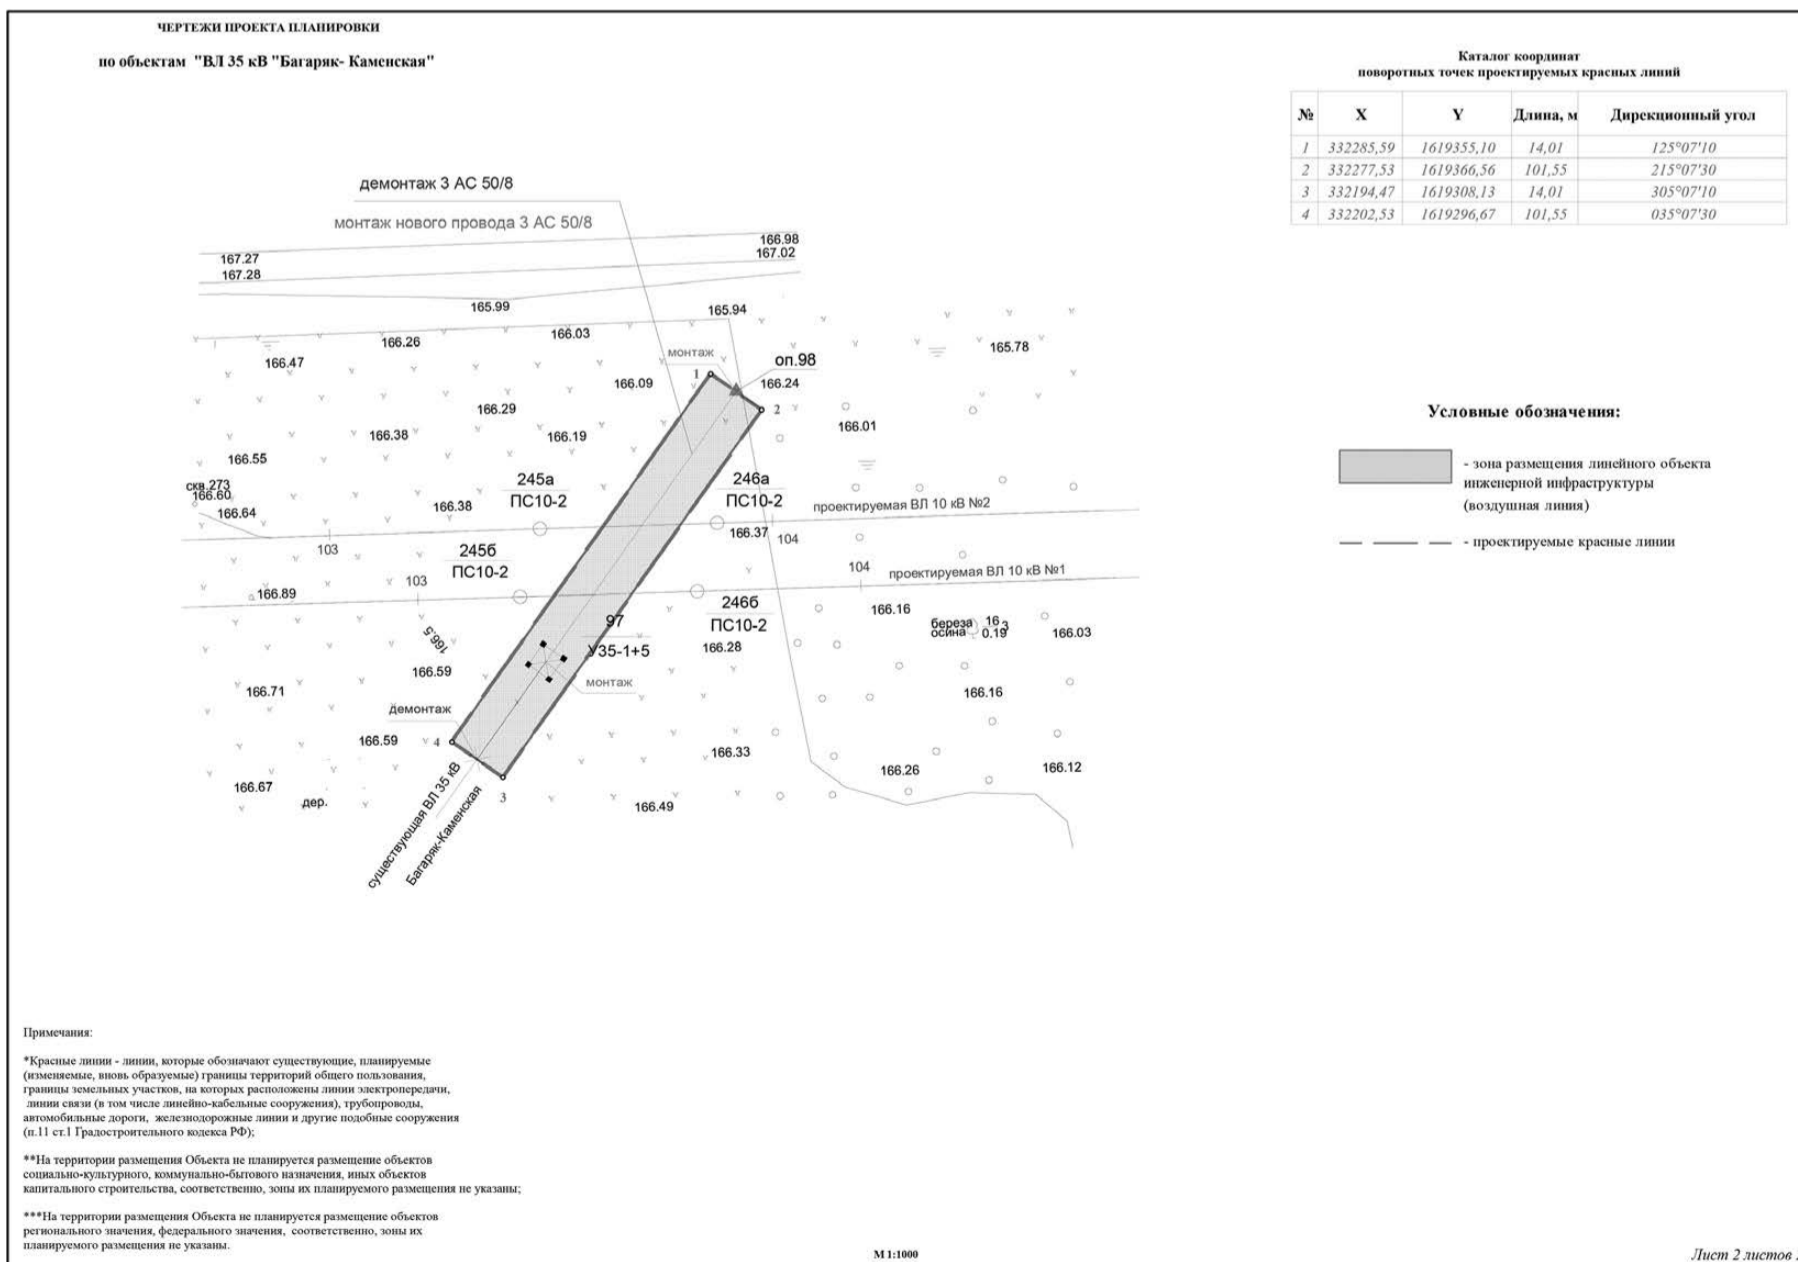 ЧЕРТЕЖИ ПРОЕКТА ПЛАНИРОВКИ
по объектам "ВЛ 35 кВ "Багаряк- Каменская"
Каталог координат
поворотных точек проектируемых красных линий
№ X Y Длина, м Дирекционный угол
1 332285,59 1619355,10 14,01 125°07'10
2 332277,53 1619366,56 101,55 215°07'30
3 332194,47 1619308,13 14,01 305°07'10
4 332202,53 1619296,67 101,55 035°07'30
демонтаж 3 АС 50/8
монтаж нового провода 3 АС 50/8
166.98
167.27
167.02
167.28
165.99
165.94
166.03
166.26
165.78
166.47
монтаж
оп.98
1
166.09
166.24
166.29
2
166.01
166.38
166.19
166.55
245а
ПС10-2
246а
ПС10-2
скв.273
166.60
166.64
166.38
проектируемая ВЛ 10 кВ №2
166.37
104
103
245б
ПС10-2
104
проектируемая ВЛ 10 кВ №1
103
166.89
246б
ПС10-2
166.16
97
У35-1+5
береза
осина
16
0.19
3
166.03
166.5
166.28
166.59
монтаж
166.71
166.16
демонтаж
166.59
4
166.33
166.26
166.12
166.67
дер.
3
166.49
существующая ВЛ 35 кВ
Багаряк-Каменская
Условные обозначения:
- зона размещения линейного объекта
инженерной инфраструктуры
(воздушная линия)
- проектируемые красные линии
Примечания:
*Красные линии - линии, которые обозначают существующие, планируемые
(изменяемые, вновь образуемые) границы территорий общего пользования,
границы земельных участков, на которых расположены линии электропередачи,
линии связи (в том числе линейно-кабельные сооружения), трубопроводы,
автомобильные дороги, железнодорожные линии и другие подобные сооружения
(п.11 ст.1 Градостроительного кодекса РФ);
**На территории размещения Объекта не планируется размещение объектов
социально-культурного, коммунально-бытового назначения, иных объектов
капитального строительства, соответственно, зоны их планируемого размещения не указаны;
***На территории размещения Объекта не планируется размещение объектов
регионального значения, федерального значения, соответственно, зоны их
планируемого размещения не указаны.
М 1:1000
Лист 2 листов